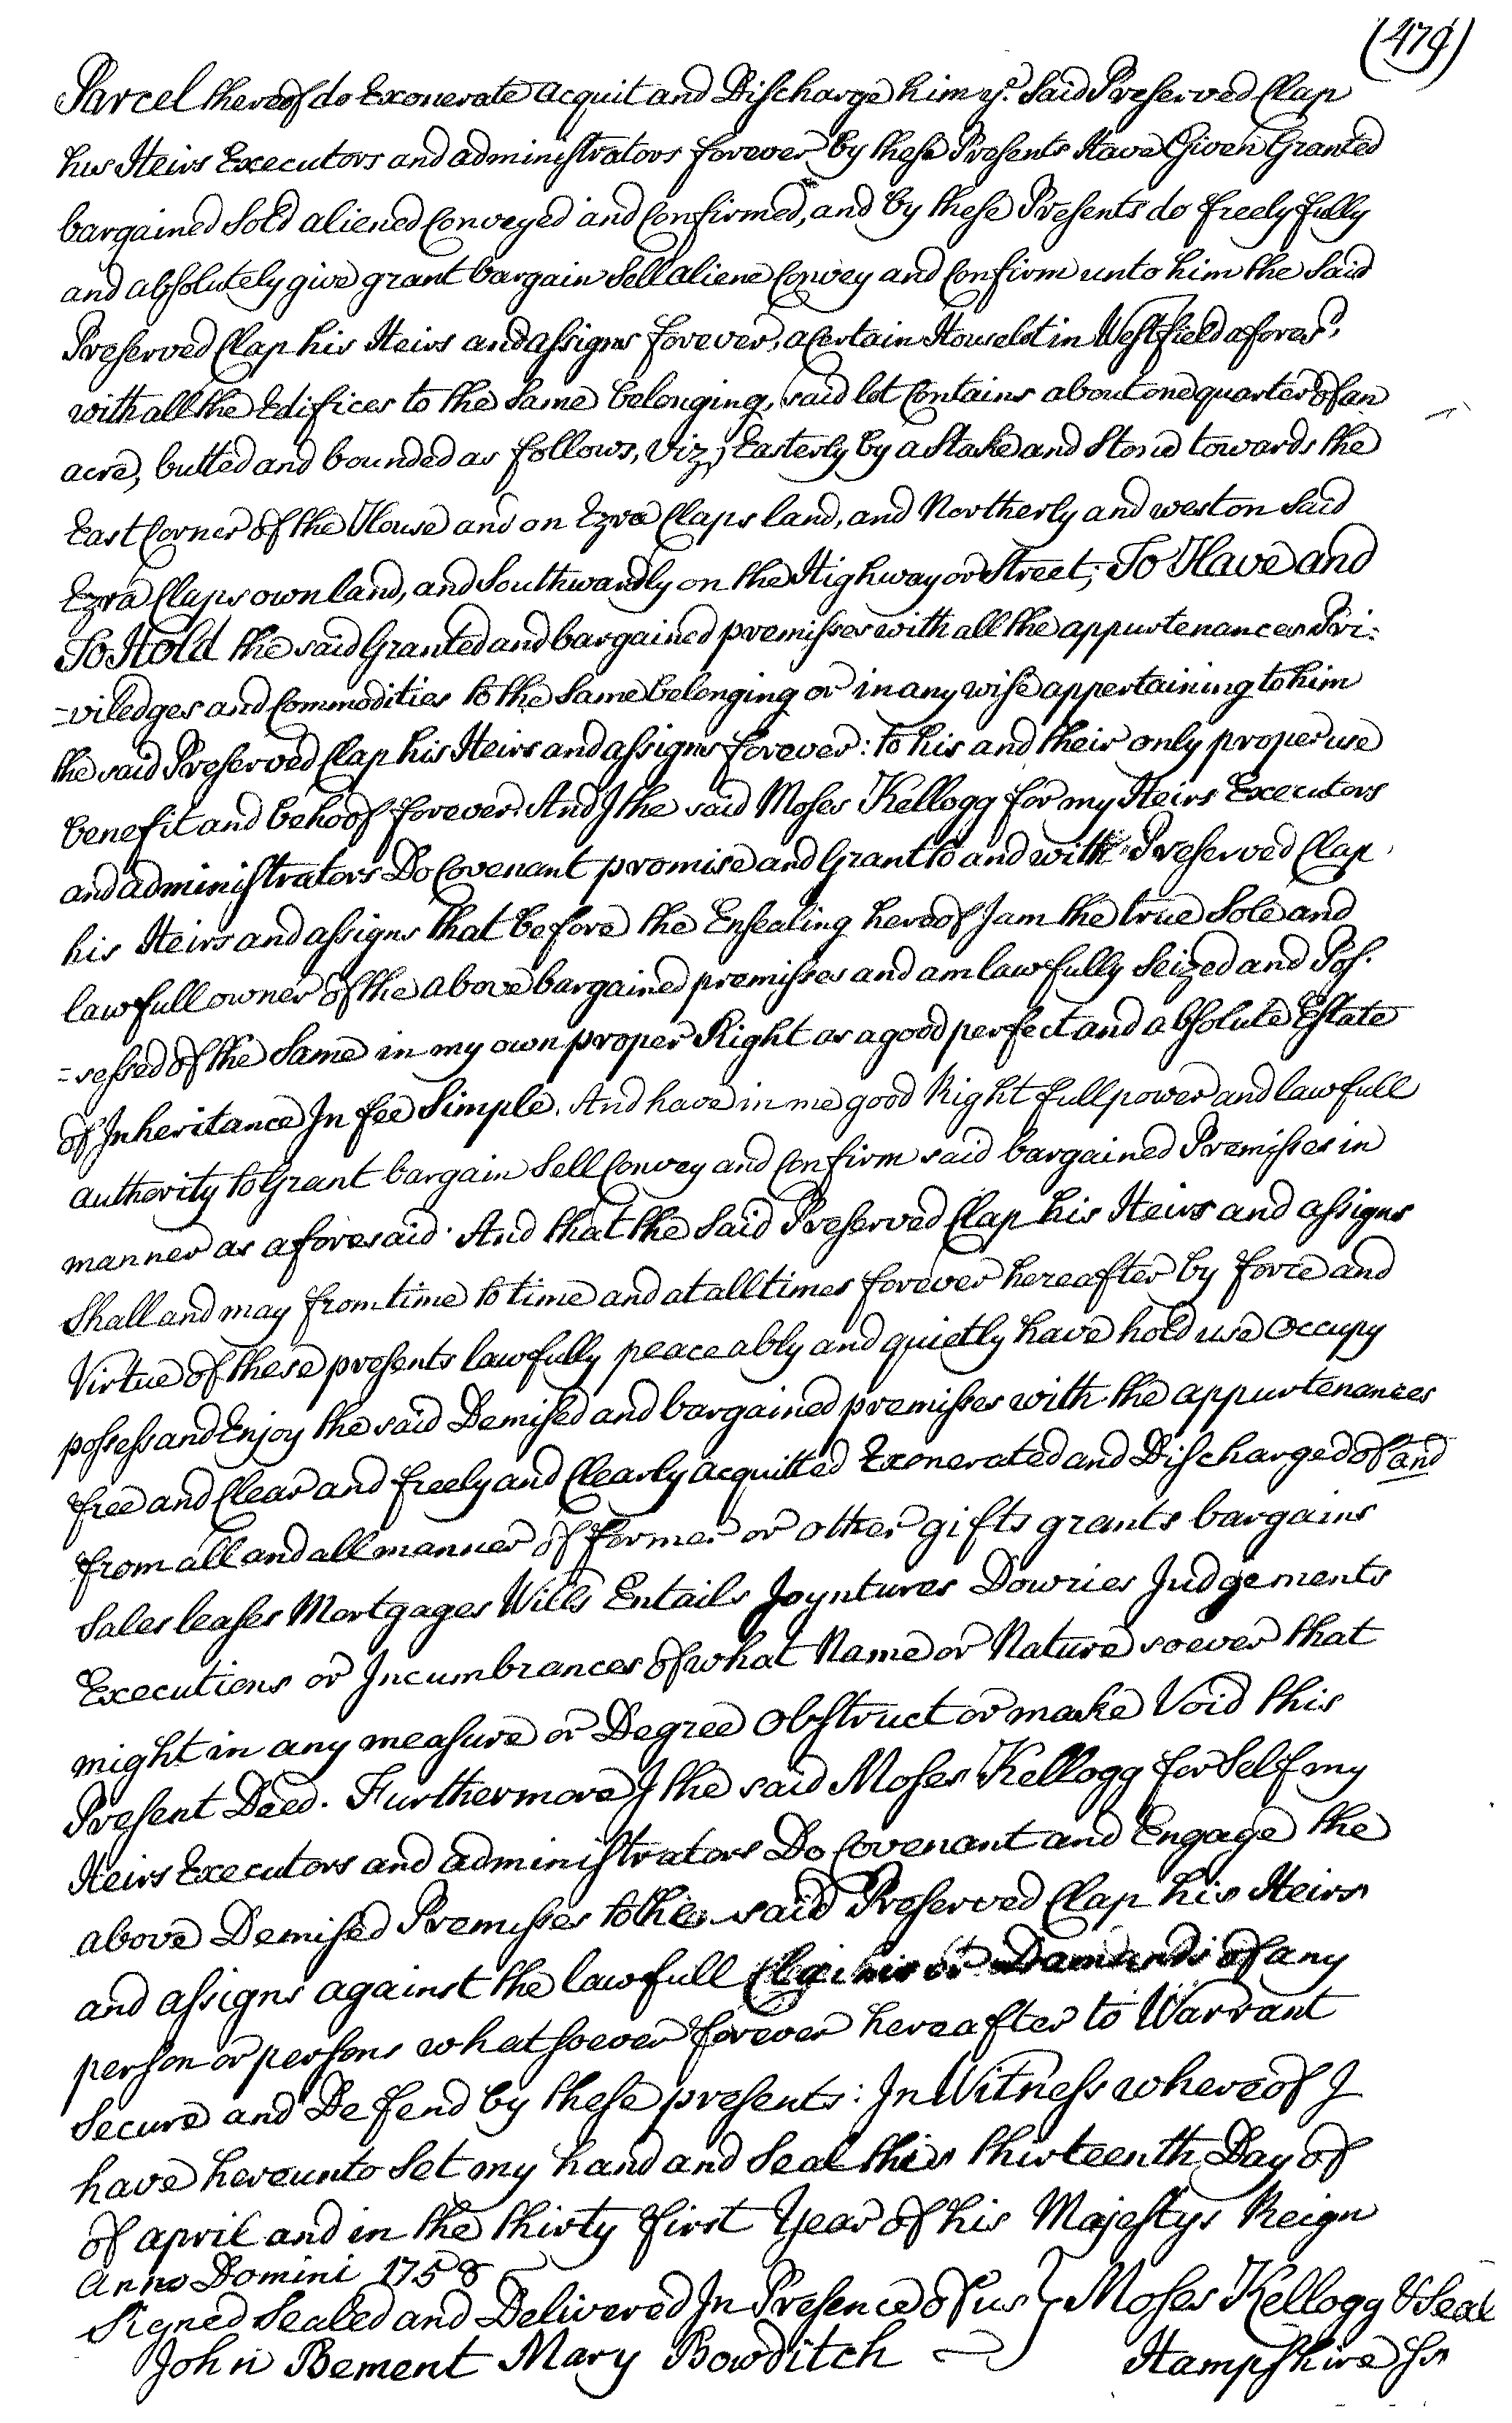 (479)
Parcel thereof do Exonerate acquit and Discharge him ye. Said Preserved Clap
his Heirs Executors and administrators forever by these Presents Have Given Granted
bargained Sold aliened Conveyed and Confirmed, and by these Presents do freely fully
and absolutely give grant bargain Sell aliene Convey and Confirm unto him the Said
Preserved Clap his Heirs and assigns forever, a Certain Houselot in Westfield aforesd,
with all the Edifices to the Same belonging, said lot Contains about one quarter of an
acre, butted and bounded as follows, Viz; Easterly by a Stake and Stone towards the
East Corner of the House and on Ezra Claps land, and Northerly and west on Said
Ezra Claps own land, and Southwardly on the Highway or Street; To Have and
To Hold the said Granted and bargained premisses with all the appurtenances Pri:
=viledges and Commodities to the Same belonging or in any wise appertaining to him
the said Preserved Clap his Heirs and assigns forever: to his and their only proper use
benefit and behoof forever. And I the said Moses Kellogg for my Heirs Executors
and administrators Do Covenant promise and Grant to and with Preserved Clap
his Heirs and assigns that before the Ensealing hereof I am the true Sole and
lawfull owner of the above bargained premisses and am lawfully Seized and Pos.
=sessed of the Same in my own proper Right as a good perfect and absolute Estate
of Inheritance In fee Simple. And have in me good Right full power and lawfull
authority to Grant bargain Sell Convey and Confirm said bargained Premisses in
manner as aforesaid. And that the Said Preserved Clap his Heirs and assigns
Shall and may from time to time and at all times forever hereafter by force and
Virtue of these presents lawfully peaceably and quietly have hold use Occupy
possess and Enjoy the said Demised and bargained premisses with the appurtenances
free and Clear and freely and Clearly acquitted Exonerated and Discharged of and
from all and all manner of former or other gifts grants bargains
Sales leases Mortgages Wills Entails Joyntures Dowries Judgements
Executions or Incumbrances of what Name or Nature soever that
might in any measure or Degree Obstruct or make Void this
Present Deed. Furthermore I the said Moses Kellogg for Self my
Heirs Executors and administrators Do Covenant and Engage the
above Demised Premisses to the said Preserved Clap his Heirs
and assigns against the lawfull Claims or Demands of any
person or persons whatsoever forever hereafter to Warrant
Secure and Defend by these presents: In Witness whereof I
have hereunto Set my hand and Seal this thirteenth Day of
of april and in the thirty first Year of his Majestys Reign
Anno Domini 1758
Signed Sealed and Delivered In Presence of us } Moses Kellogg & Seal
John Bement Mary Bowditch Hampshire Ss